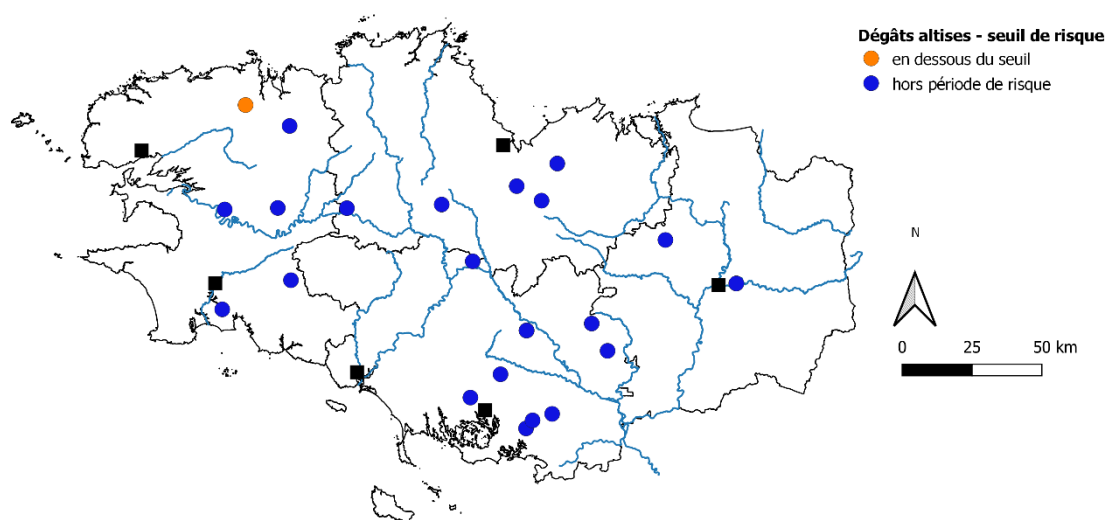 Dégâts altises - seuil de risque
en dessous du seuil
hors période de risque
N
0 25 50 km